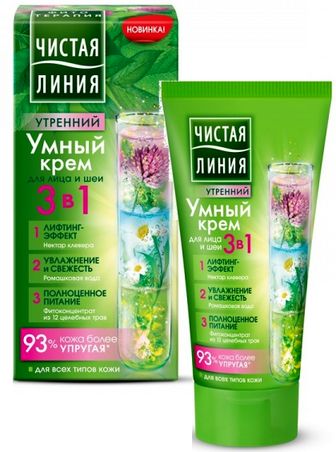 ФИТО
ТЕРАПИЯ
НОВИНКА!
ЧИСТАЯ
ЛИНИЯ
УТРЕННИЙ
Умный
крем
для лица и шеи
3 в 1
1 ЛИФТИНГ-
ЭФФЕКТ
Нектар клевера
2 УВЛАЖНЕНИЕ
И СВЕЖЕСТЬ
Ромашковая вода
3 ПОЛНОЦЕННОЕ
ПИТАНИЕ
Фитоконцентрат
из 12 целебных трав
93% кожа более
УПРУГАЯ*
для всех типов кожи
ЧИСТАЯ
ЛИНИЯ
УТРЕННИЙ
Умный
крем
для лица
и шеи 3 в 1
1 ЛИФТИНГ-
ЭФФЕКТ
Нектар клевера
2 УВЛАЖНЕНИЕ
И СВЕЖЕСТЬ
Ромашковая вода
3 ПОЛНОЦЕННОЕ
ПИТАНИЕ
Фитоконцентрат
из 12 целебных трав
93% кожа более
УПРУГАЯ*
для всех типов кожи